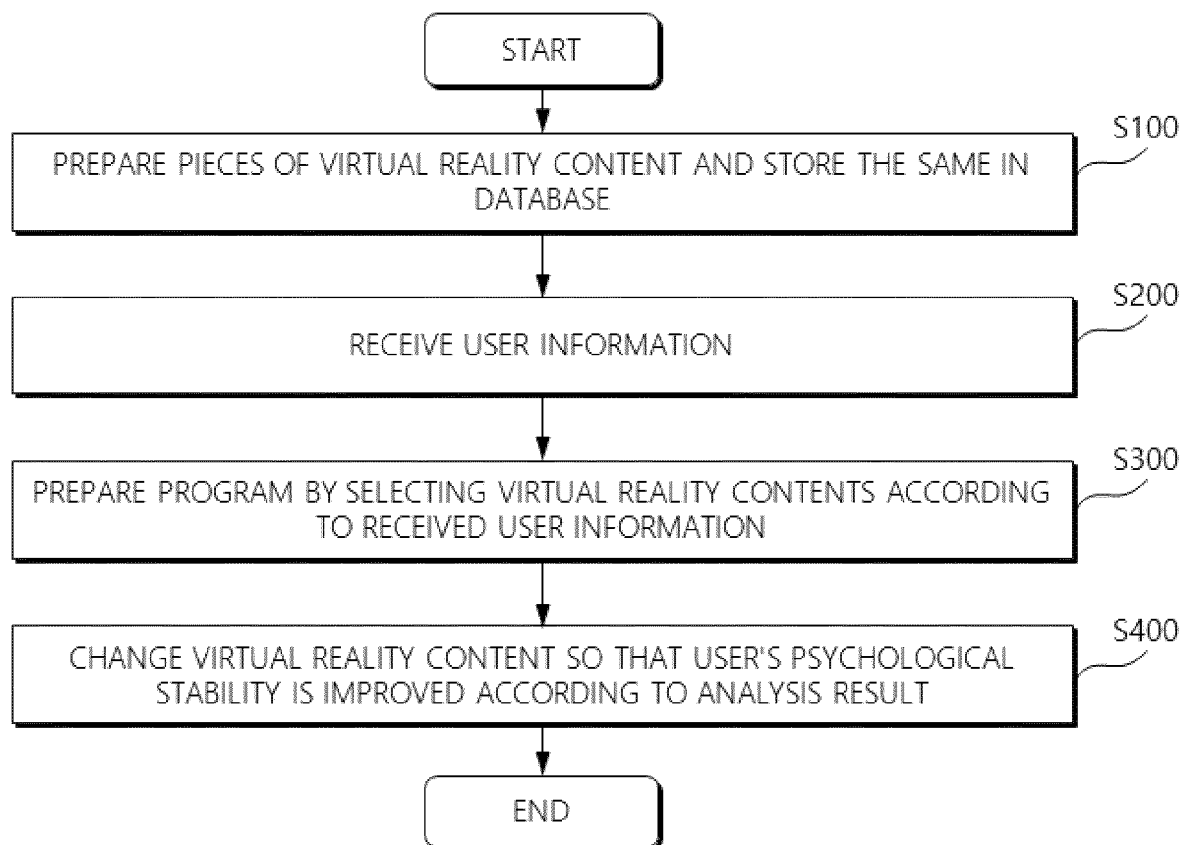 START
S100
PREPARE PIECES OF VIRTUAL REALITY CONTENT AND STORE THE SAME IN
DATABASE
S200
RECEIVE USER INFORMATION
S300
PREPARE PROGRAM BY SELECTING VIRTUAL REALITY CONTENTS ACCORDING
TO RECEIVED USER INFORMATION
S400
CHANGE VIRTUAL REALITY CONTENT SO THAT USER'S PSYCHOLOGICAL
STABILITY IS IMPROVED ACCORDING TO ANALYSIS RESULT
END